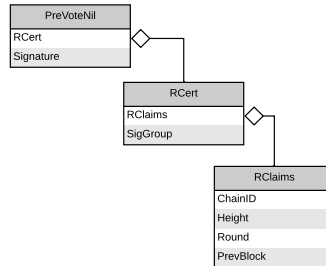 PreVoteNil
RCert
Signature
RCert
RClaims
SigGroup
RClaims
ChainID
Height
Round
PrevBlock